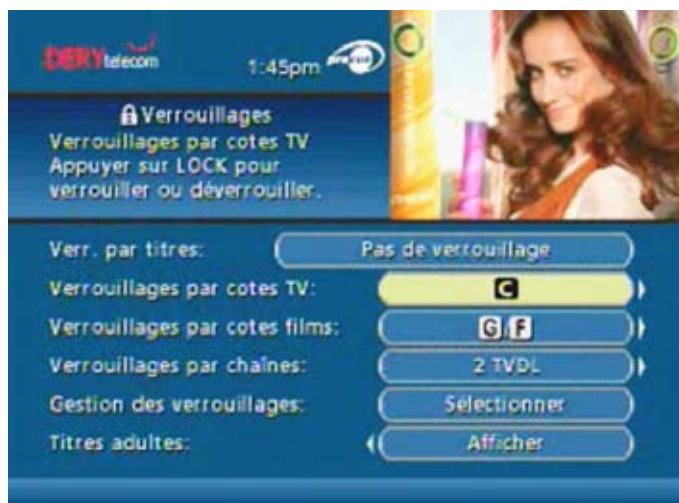 DERY telecom
1:45pm
Verrouillages
Verrouillages par cotes TV
Appuyer sur LOCK pour
verrouiller ou déverrouiller.
Verr. par titres: Pas de verrouillage
Verrouillages par cotes TV: C
Verrouillages par cotes films: G/F
Verrouillages par chaînes: 2 TVDL
Gestion des verrouillages: Sélectionner
Titres adultes: Afficher